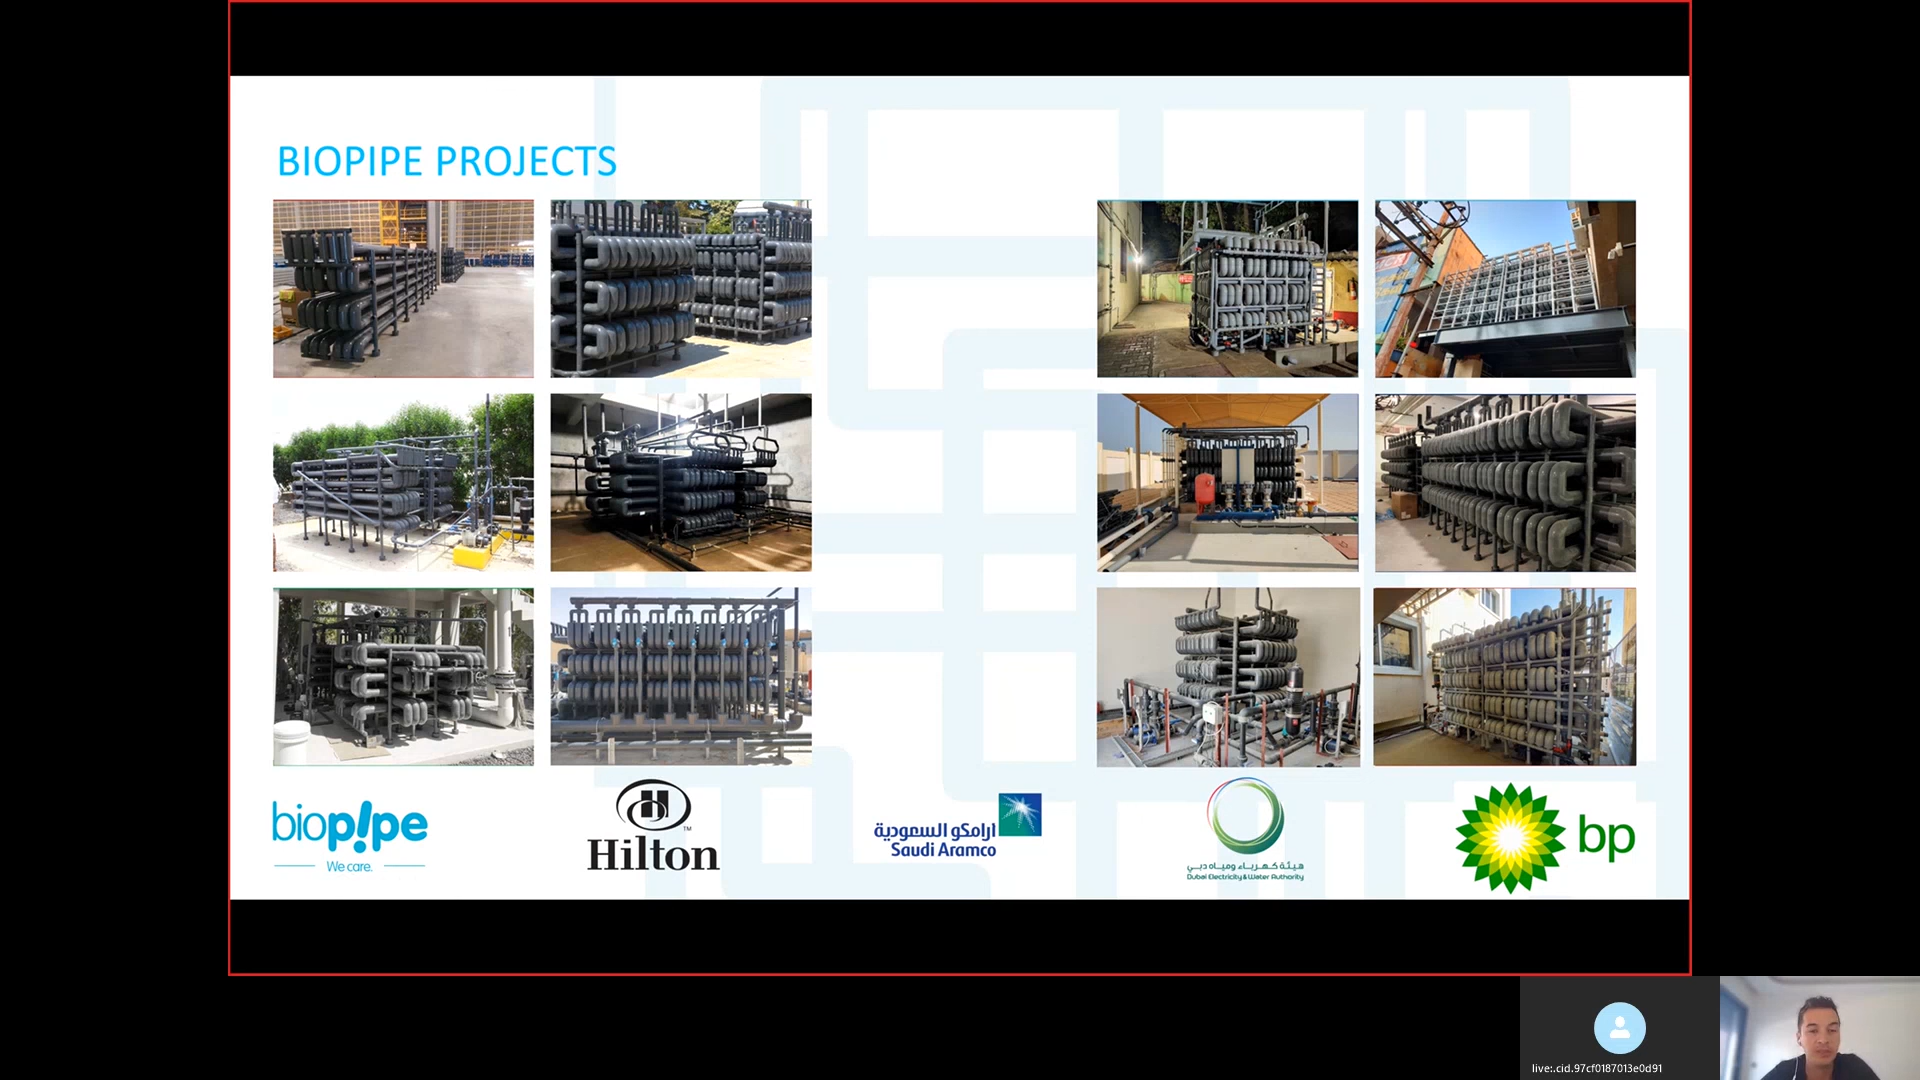 BIOPIPE PROJECTS
biop!pe
We care.
Hilton
TM
ارامكو السعودية
Saudi Aramco
هيئة كهرباء ومياه دبي
Dubai Electricity & Water Authority
bp
live:.cid.97cf0187013e0d91